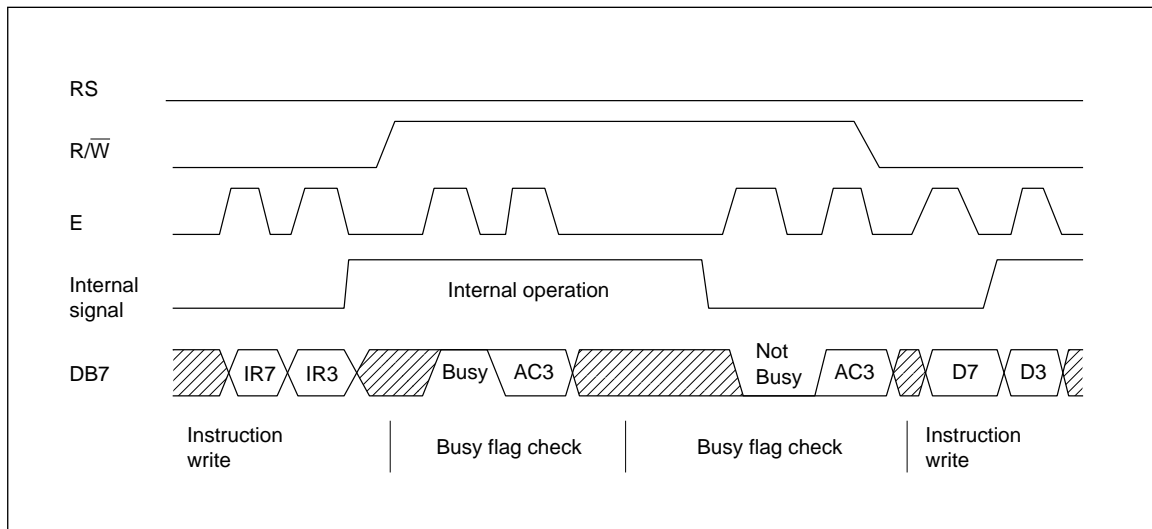 RS
R/W̅
E
Internal
signal
Internal operation
DB7
IR7 IR3 Busy AC3 Not
Busy AC3 D7 D3
Instruction
write
Busy flag check
Busy flag check
Instruction
write